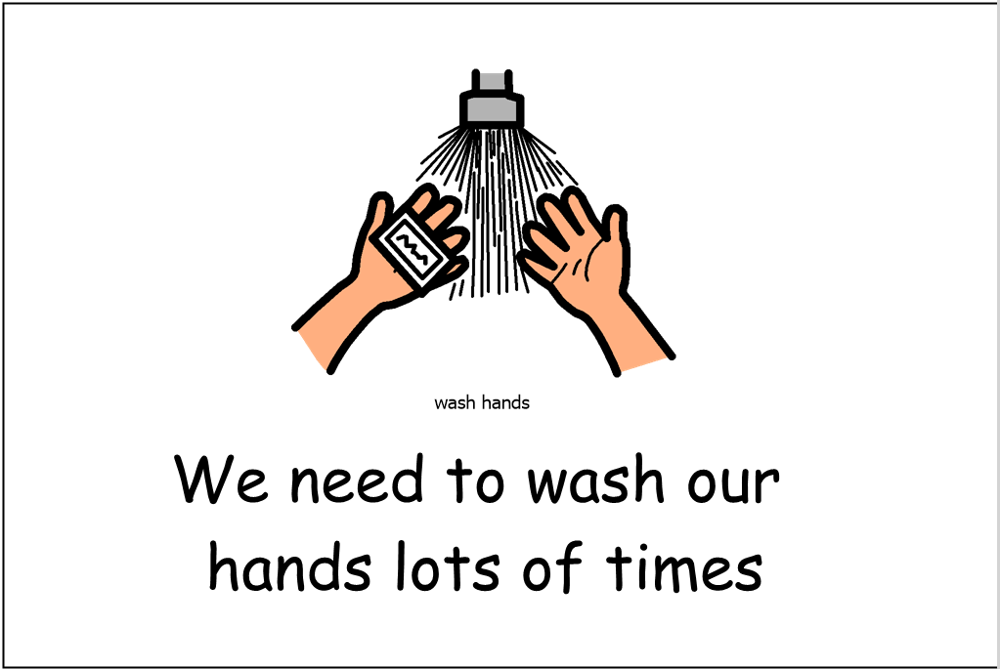 wash hands
We need to wash our
hands lots of times